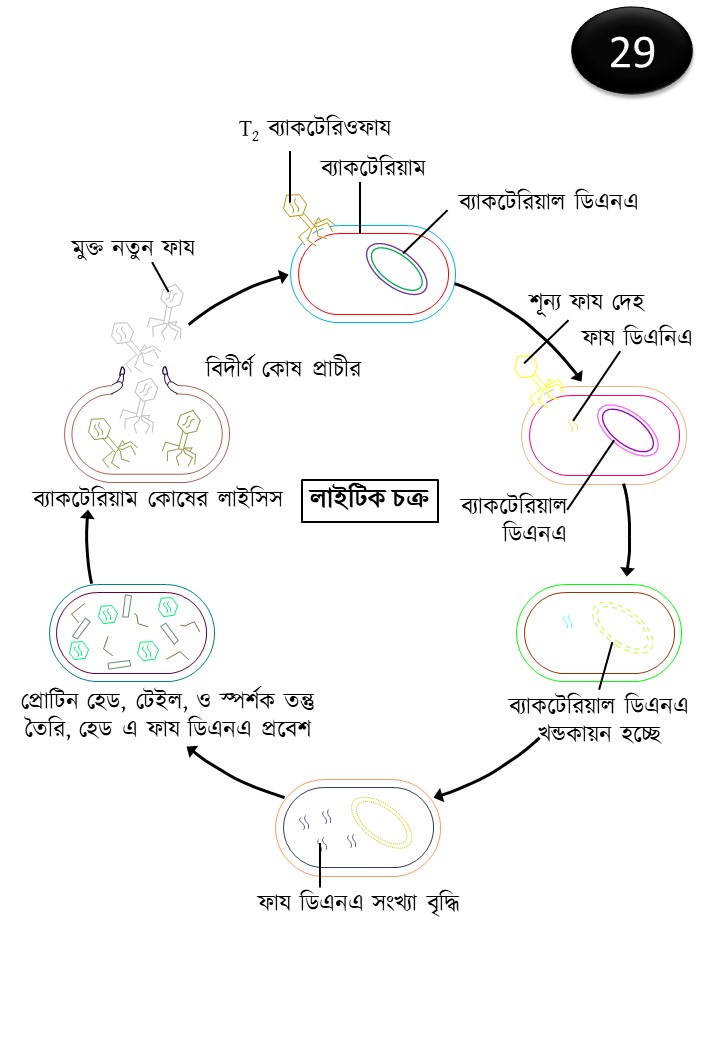 29
T2 ব্যাকটেরিওফায
ব্যাকটেরিয়াম
ব্যাকটেরিয়াল ডিএনএ
মুক্ত নতুন ফায
শূন্য ফায দেহ
ফায ডিএনিএ
বিদীর্ণ কোষ প্রাচীর
ব্যাকটেরিয়াম কোষের লাইসিস
লাইটিক চক্র
ব্যাকটেরিয়াল
ডিএনএ
প্রোটিন হেড, টেইল, ও স্পর্শক তন্তু
তৈরি, হেড এ ফায ডিএনএ প্রবেশ
ব্যাকটেরিয়াল ডিএনএ
খন্ডকায়ন হচ্ছে
ফায ডিএনএ সংখ্যা বৃদ্ধি